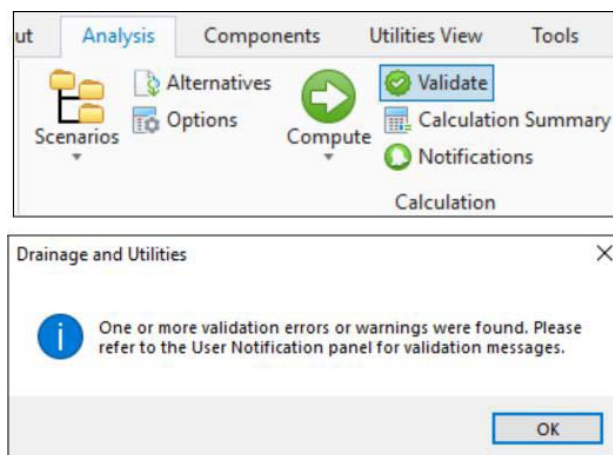 ut Analysis Components Utilities View Tools
Scenarios
Alternatives
Options
Compute
Validate
Calculation Summary
Notifications
Calculation
Drainage and Utilities
One or more validation errors or warnings were found. Please
refer to the User Notification panel for validation messages.
OK